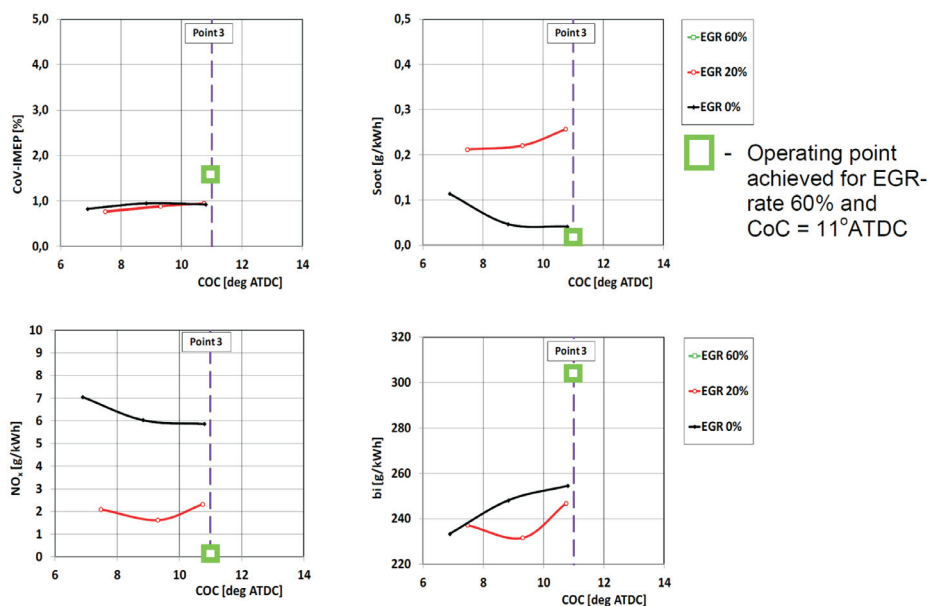 5,0
4,0
3,0
2,0
1,0
0,0
CoV-IMEP [%]
Point 3
6 8 10 12 14
COC [deg ATDC]
0,5
0,4
0,3
0,2
0,1
0,0
Soot [g/kWh]
Point 3
6 8 10 12 14
COC [deg ATDC]
EGR 60%
EGR 20%
EGR 0%
- Operating point
achieved for EGR-
rate 60% and
CoC = 11°ATDC
10
9
8
7
6
5
4
3
2
1
0
NOx [g/kWh]
Point 3
6 8 10 12 14
COC [deg ATDC]
320
300
280
260
240
220
bi [g/kWh]
Point 3
6 8 10 12 14
COC [deg ATDC]
EGR 60%
EGR 20%
EGR 0%